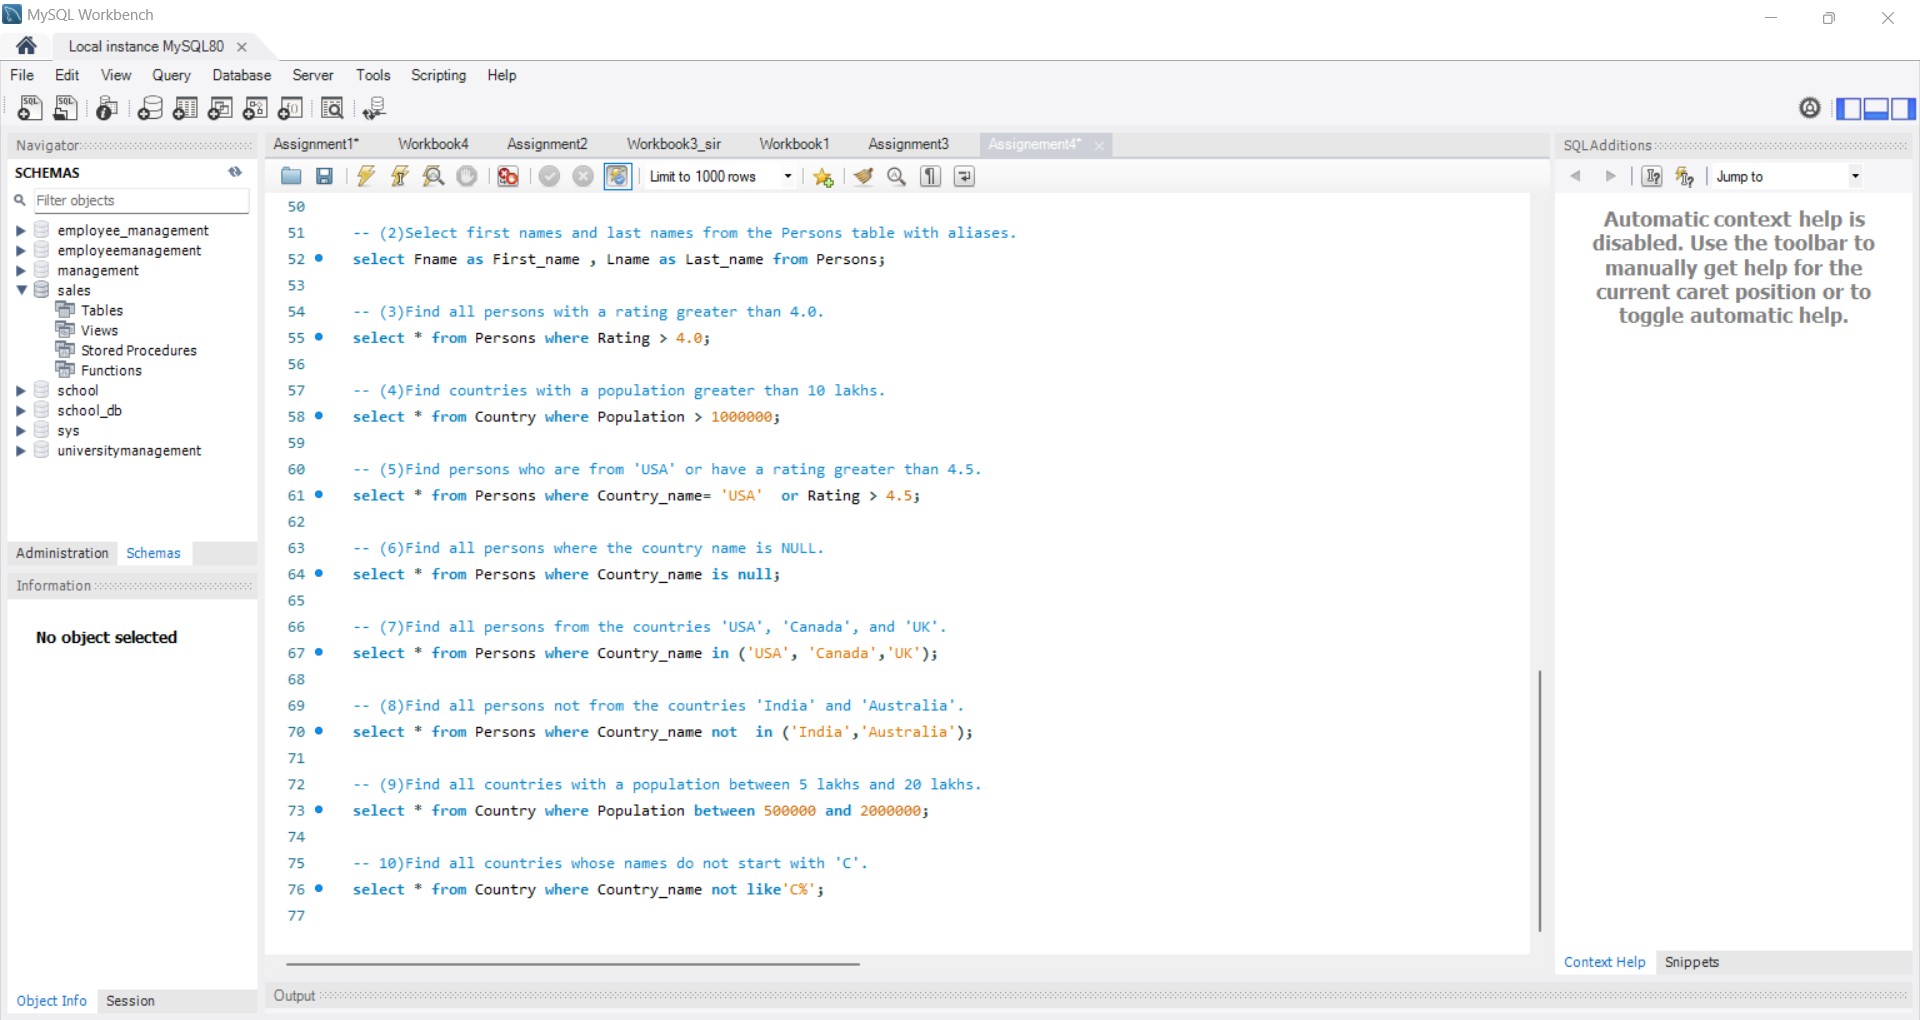 MySQL Workbench
Local instance MySQL80
File Edit View Query Database Server Tools Scripting Help
Navigator
SCHEMAS
Filter objects
employee_management
employeemanagement
management
sales
Tables
Views
Stored Procedures
Functions
school
school_db
sys
universitymanagement
Administration Schemas
Information
No object selected
Object Info Session
Assignment1* Workbook4 Assignment2 Workbook3_sir Workbook1 Assignment3 Assignement4*
Limit to 1000 rows
50
51 -- (2)Select first names and last names from the Persons table with aliases.
52 select Fname as First_name , Lname as Last_name from Persons;
53
54 -- (3)Find all persons with a rating greater than 4.0.
55 select * from Persons where Rating > 4.0;
56
57 -- (4)Find countries with a population greater than 10 lakhs.
58 select * from Country where Population > 1000000;
59
60 -- (5)Find persons who are from 'USA' or have a rating greater than 4.5.
61 select * from Persons where Country_name= 'USA'  or Rating > 4.5;
62
63 -- (6)Find all persons where the country name is NULL.
64 select * from Persons where Country_name is null;
65
66 -- (7)Find all persons from the countries 'USA', 'Canada', and 'UK'.
67 select * from Persons where Country_name in ('USA', 'Canada','UK');
68
69 -- (8)Find all persons not from the countries 'India' and 'Australia'.
70 select * from Persons where Country_name not  in ('India','Australia');
71
72 -- (9)Find all countries with a population between 5 lakhs and 20 lakhs.
73 select * from Country where Population between 500000 and 2000000;
74
75 -- 10)Find all countries whose names do not start with 'C'.
76 select * from Country where Country_name not like'C%';
77
Output
SQLAdditions
Jump to
Automatic context help is
disabled. Use the toolbar to
manually get help for the
current caret position or to
toggle automatic help.
Context Help Snippets